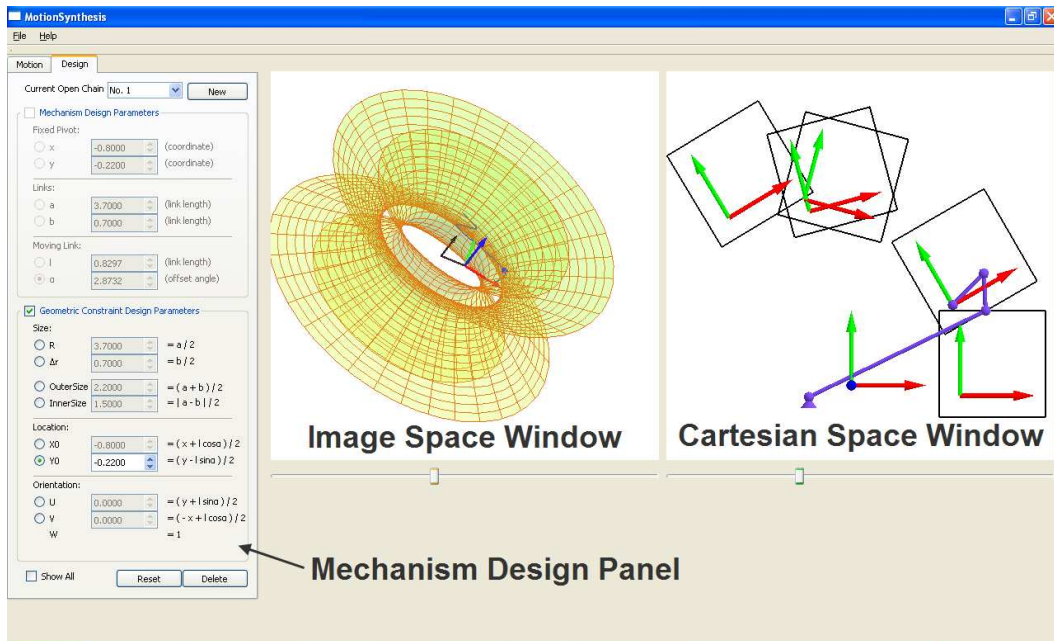 MotionSynthesis
File Help
Motion Design
Current Open Chain No. 1 New
Mechanism Deisgn Parameters
Fixed Pivot:
x -0.8000 (coordinate)
y -0.2200 (coordinate)
Links:
a 3.7000 (link length)
b 0.7000 (link length)
Moving Link:
l 0.8297 (link length)
α 2.8732 (offset angle)
Geometric Constraint Design Parameters
Size:
R 3.7000 = a / 2
Δr 0.7000 = b / 2
OuterSize 2.2000 = ( a + b ) / 2
InnerSize 1.5000 = | a - b | / 2
Location:
X0 -0.8000 = ( x + l cosα ) / 2
Y0 -0.2200 = ( y - l sinα ) / 2
Orientation:
U 0.0000 = ( y + l sinα ) / 2
V 0.0000 = ( - x + l cosα ) / 2
W = 1
Show All Reset Delete
Image Space Window
Cartesian Space Window
Mechanism Design Panel